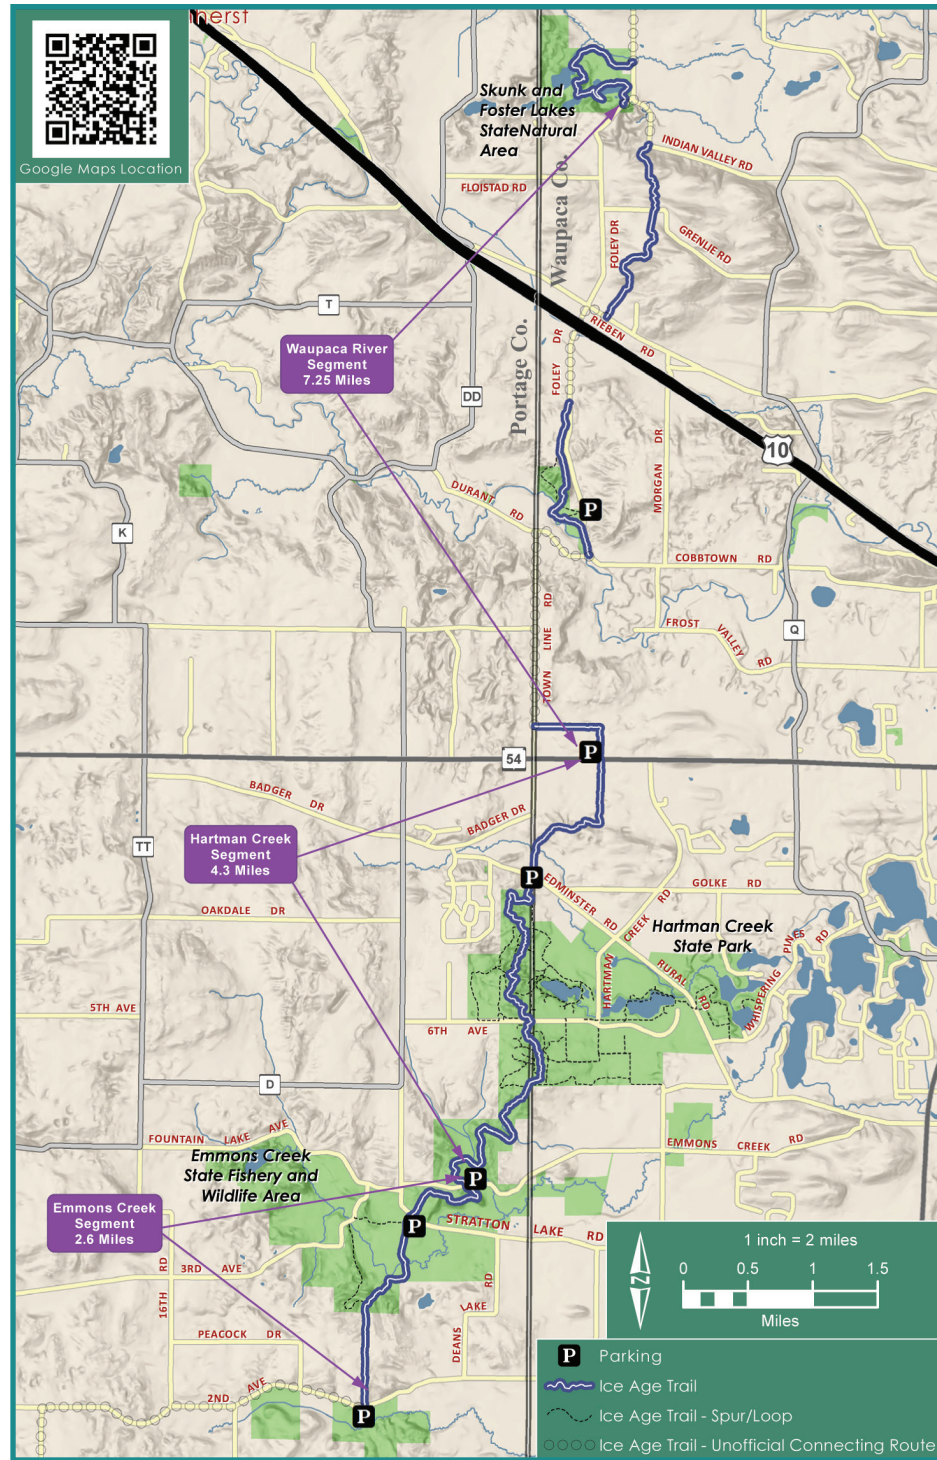 nherst
Google Maps Location
Skunk and
Foster Lakes
StateNatural
Area
INDIAN VALLEY RD
FLOISTAD RD
Waupaca Co.
FOLEY DR
GRENLIE RD
T
Waupaca River
Segment
7.25 Miles
Portage Co.
FOLEY DR
RIEBEN RD
DD
10
MORGAN DR
DURANT RD
P
K
COBBTOWN RD
TOWN LINE RD
FROST VALLEY RD
Q
P
54
BADGER DR
BADGER DR
Hartman Creek
Segment
4.3 Miles
TT
P
EDMINSTER RD
GOLKE RD
OAKDALE DR
HARTMAN CREEK RD
Hartman Creek
State Park
RURAL RD
WHISPERING PINES RD
5TH AVE
6TH AVE
D
FOUNTAIN LAKE AVE
EMMONS CREEK RD
Emmons Creek
State Fishery and
Wildlife Area
P
Emmons Creek
Segment
2.6 Miles
P
STRATTON LAKE RD
3RD AVE
16TH RD
DEANS LAKE RD
PEACOCK DR
2ND AVE
P
N
1 inch = 2 miles
0 0.5 1 1.5
Miles
P Parking
Ice Age Trail
Ice Age Trail - Spur/Loop
Ice Age Trail - Unofficial Connecting Route